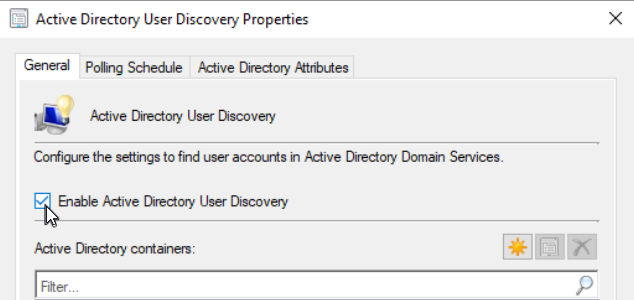 Active Directory User Discovery Properties
General Polling Schedule Active Directory Attributes
Active Directory User Discovery
Configure the settings to find user accounts in Active Directory Domain Services.
Enable Active Directory User Discovery
Active Directory containers:
Filter...